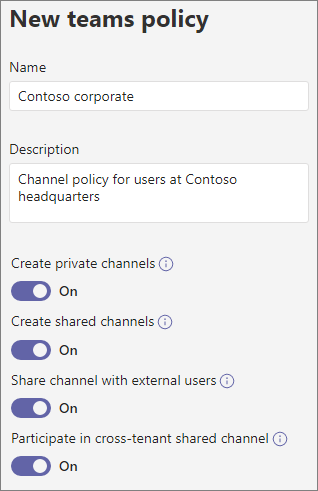 New teams policy
Name
Contoso corporate
Description
Channel policy for users at Contoso
headquarters
Create private channels
On
Create shared channels
On
Share channel with external users
On
Participate in cross-tenant shared channel
On